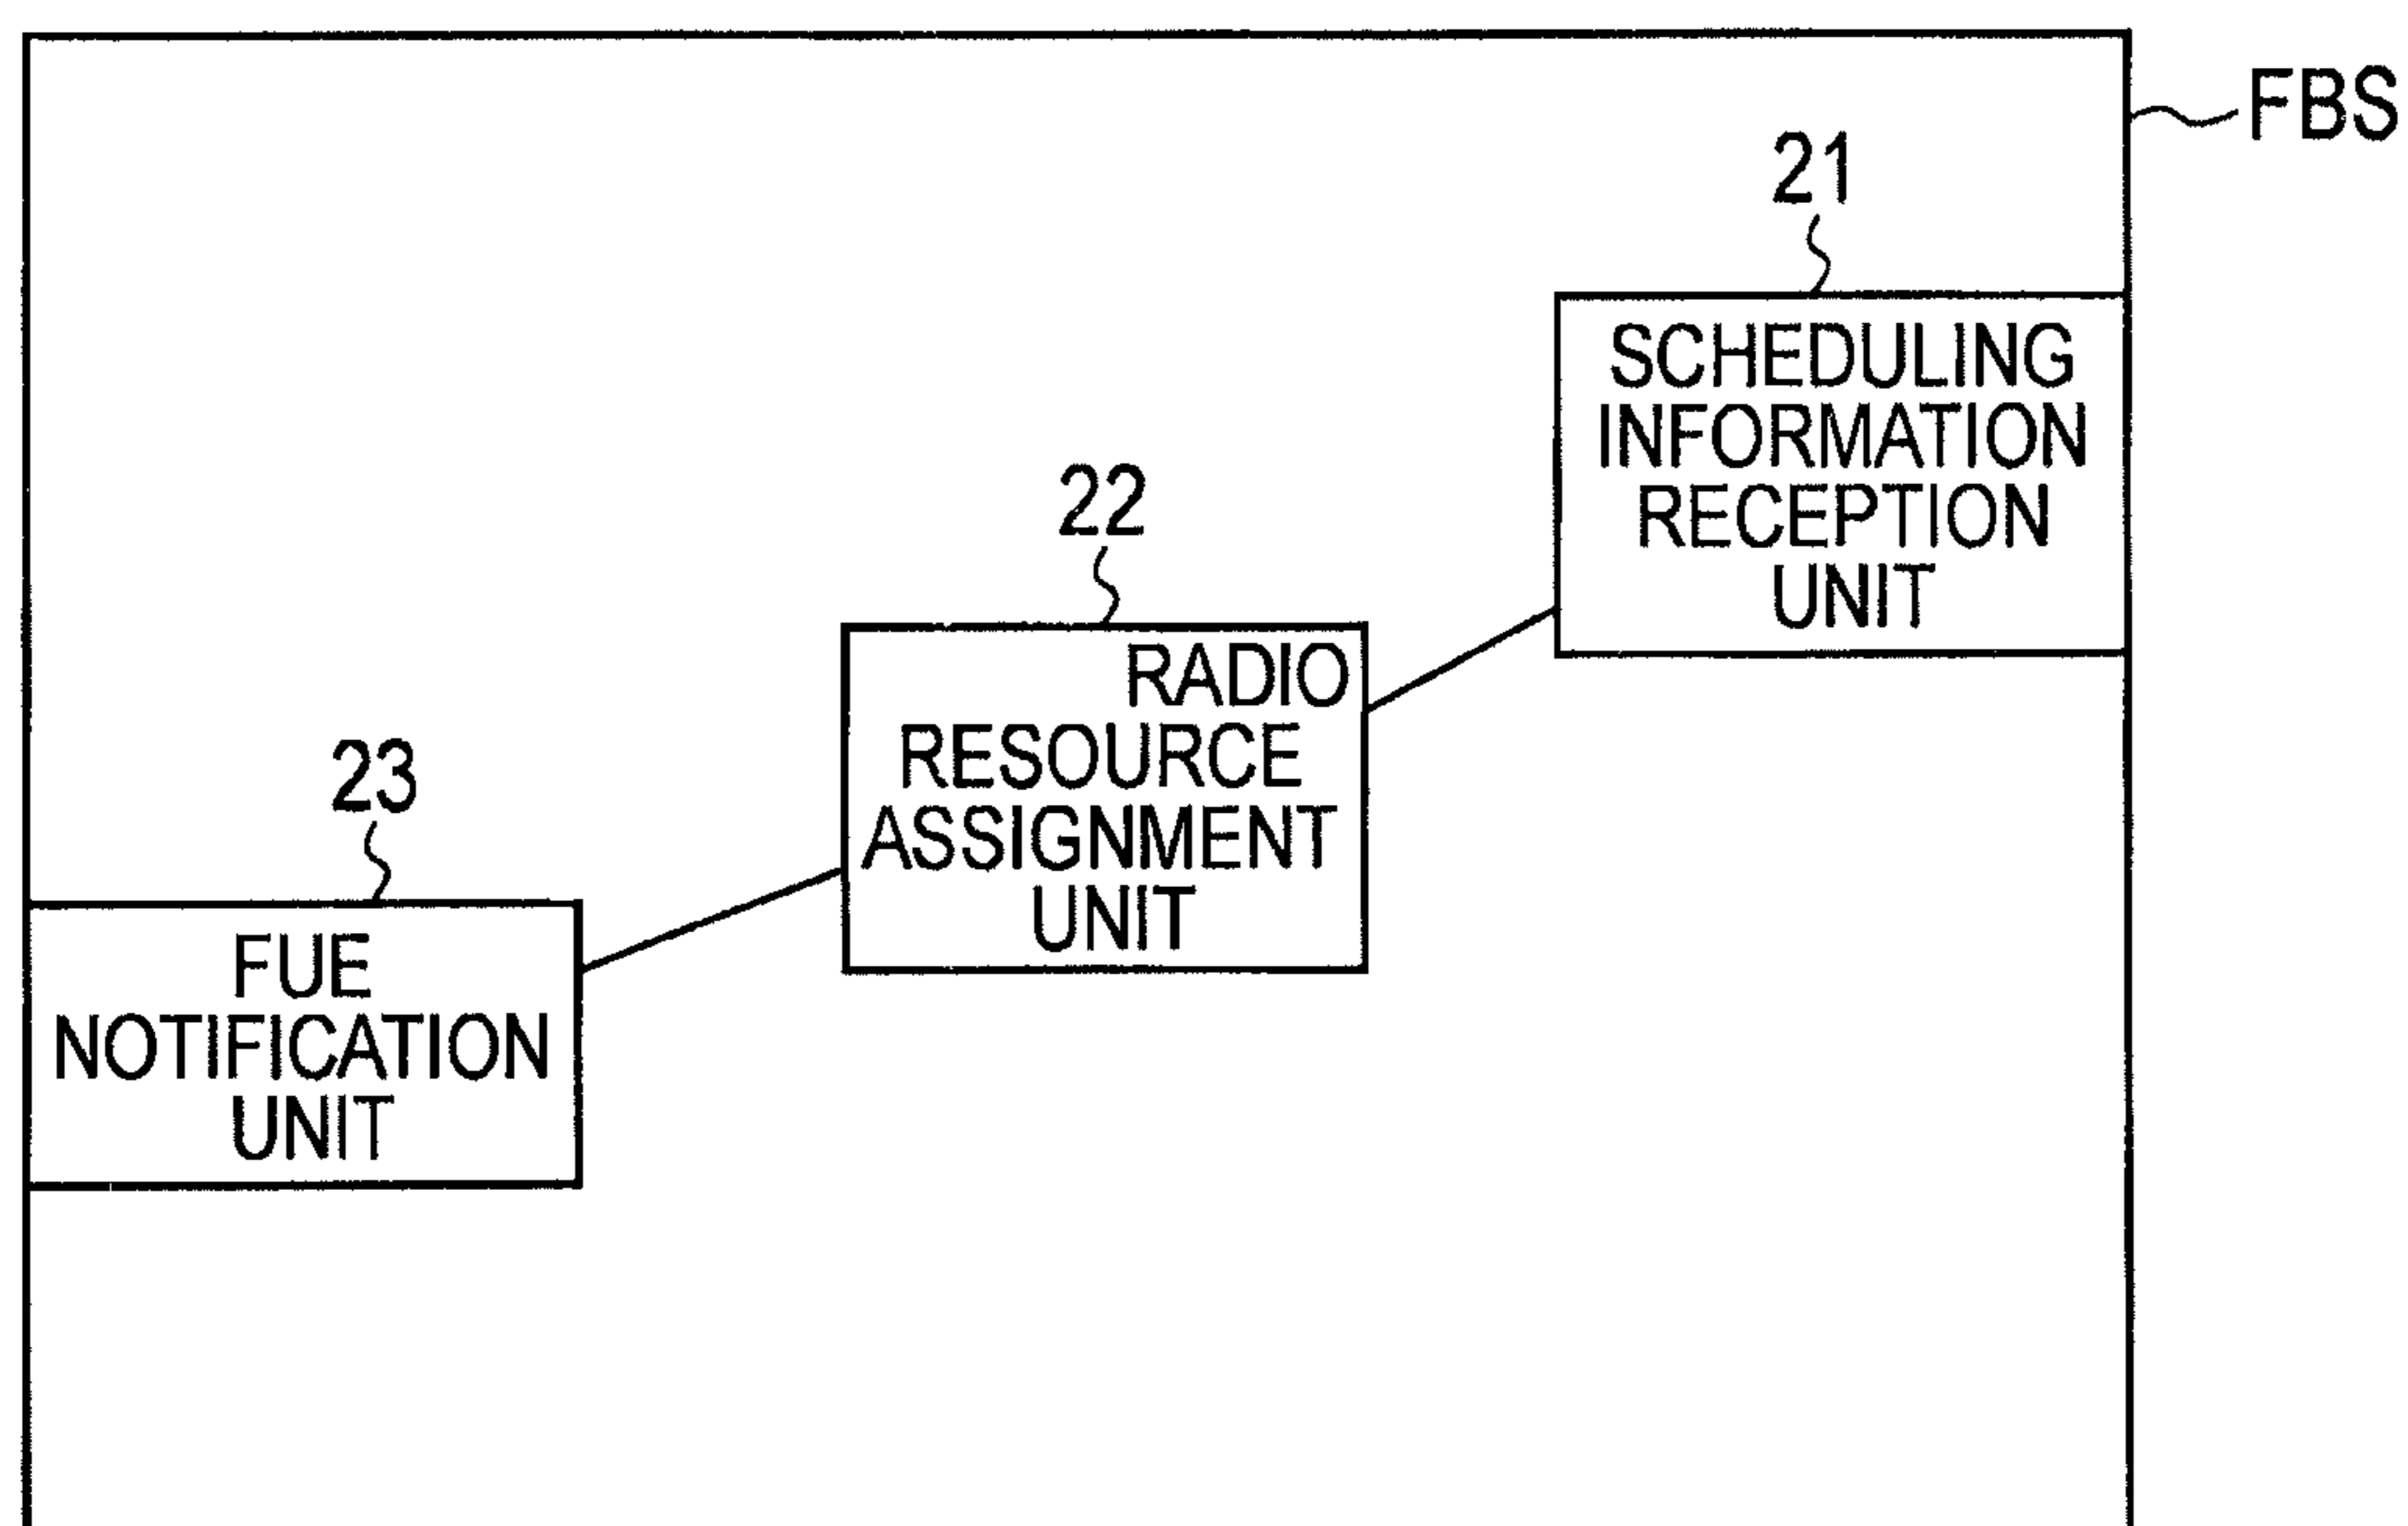 FBS
21
SCHEDULING
INFORMATION
RECEPTION
UNIT
22
RADIO
RESOURCE
ASSIGNMENT
UNIT
23
FUE
NOTIFICATION
UNIT